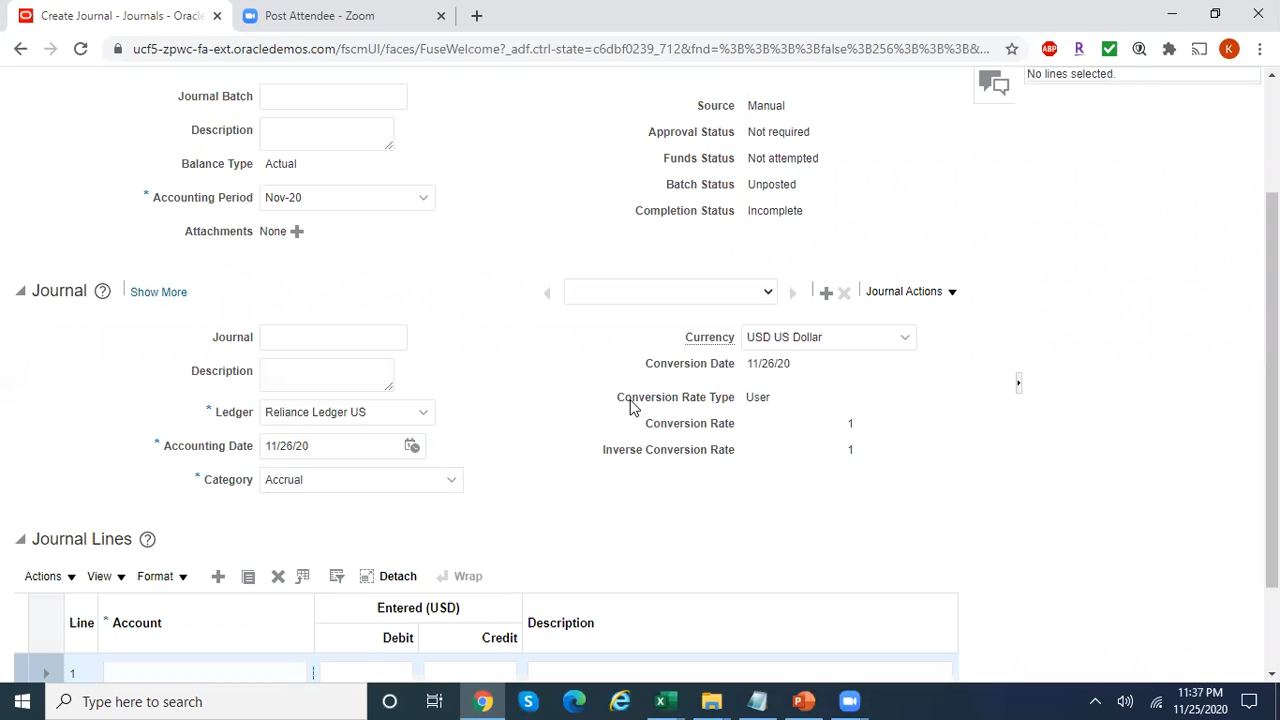 Create Journal - Journals - Oracl
Post Attendee - Zoom
ucf5-zpwc-fa-ext.oracledemos.com/fscmUI/faces/FuseWelcome?_adf.ctrl-state=c6dbf0239_712&fnd=%3B%3B%3B%3Bfalse%3B256%3B%3B%3B&...
ABP
R
K
No lines selected.
Journal Batch
Source Manual
Description
Approval Status Not required
Balance Type Actual
Funds Status Not attempted
Batch Status Unposted
* Accounting Period Nov-20
Completion Status Incomplete
Attachments None
Journal ? Show More
Journal Actions
Journal
Currency USD US Dollar
Conversion Date 11/26/20
Description
Conversion Rate Type User
* Ledger Reliance Ledger US
Conversion Rate 1
* Accounting Date 11/26/20
Inverse Conversion Rate 1
* Category Accrual
Journal Lines ?
Actions View Format Detach Wrap
Entered (USD)
Line * Account Description
Debit Credit
1
Type here to search
11:37 PM
11/25/2020